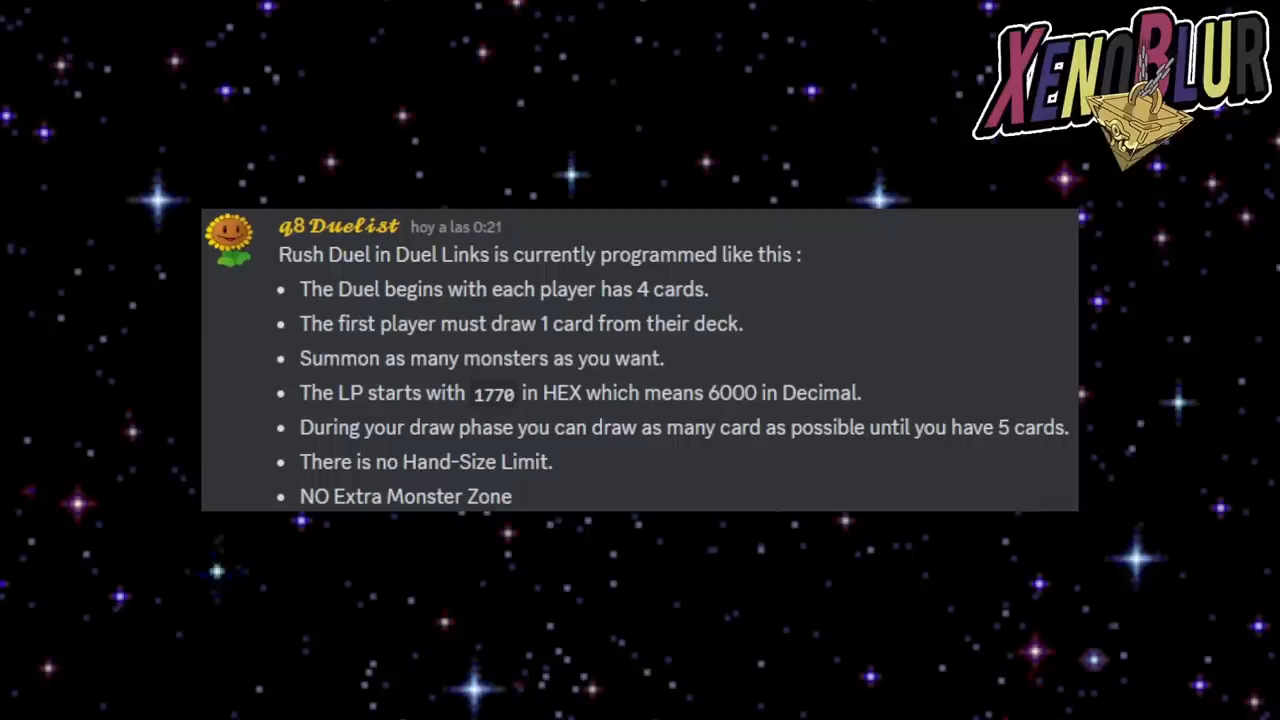 XENOBLUR
q8 Duelist hoy a las 0:21
Rush Duel in Duel Links is currently programmed like this :
• The Duel begins with each player has 4 cards.
• The first player must draw 1 card from their deck.
• Summon as many monsters as you want.
• The LP starts with 1770 in HEX which means 6000 in Decimal.
• During your draw phase you can draw as many card as possible until you have 5 cards.
• There is no Hand-Size Limit.
• NO Extra Monster Zone